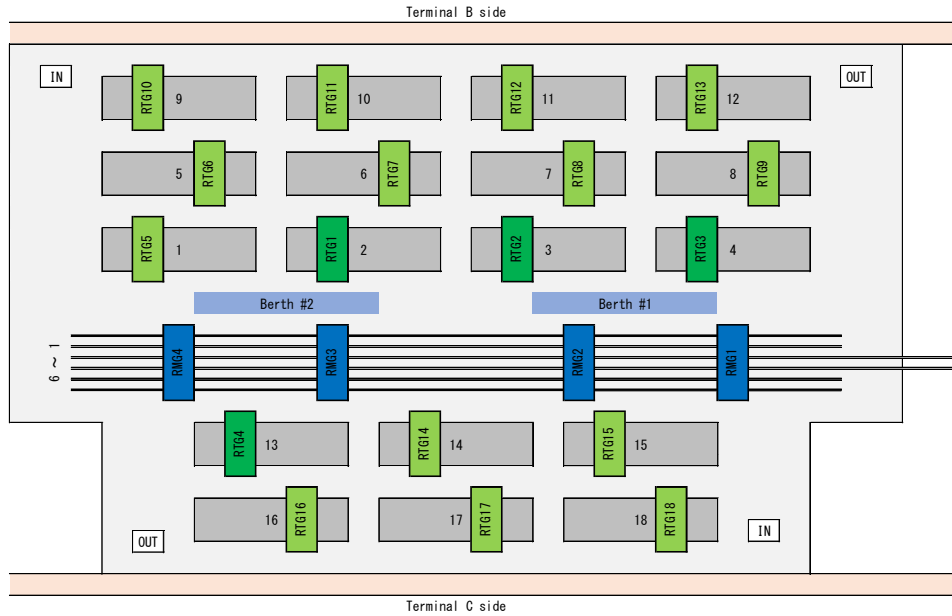 Terminal B side
IN
OUT
RTG10
9
RTG11
10
RTG12
11
RTG13
12
5
RTG6
6
RTG7
7
RTG8
8
RTG9
RTG5
1
RTG1
2
RTG2
3
RTG3
4
Berth #2
Berth #1
6 ~ 1
RMG4
RMG3
RMG2
RMG1
RTG4
13
RTG14
14
RTG15
15
16
RTG16
17
RTG17
18
RTG18
OUT
IN
Terminal C side